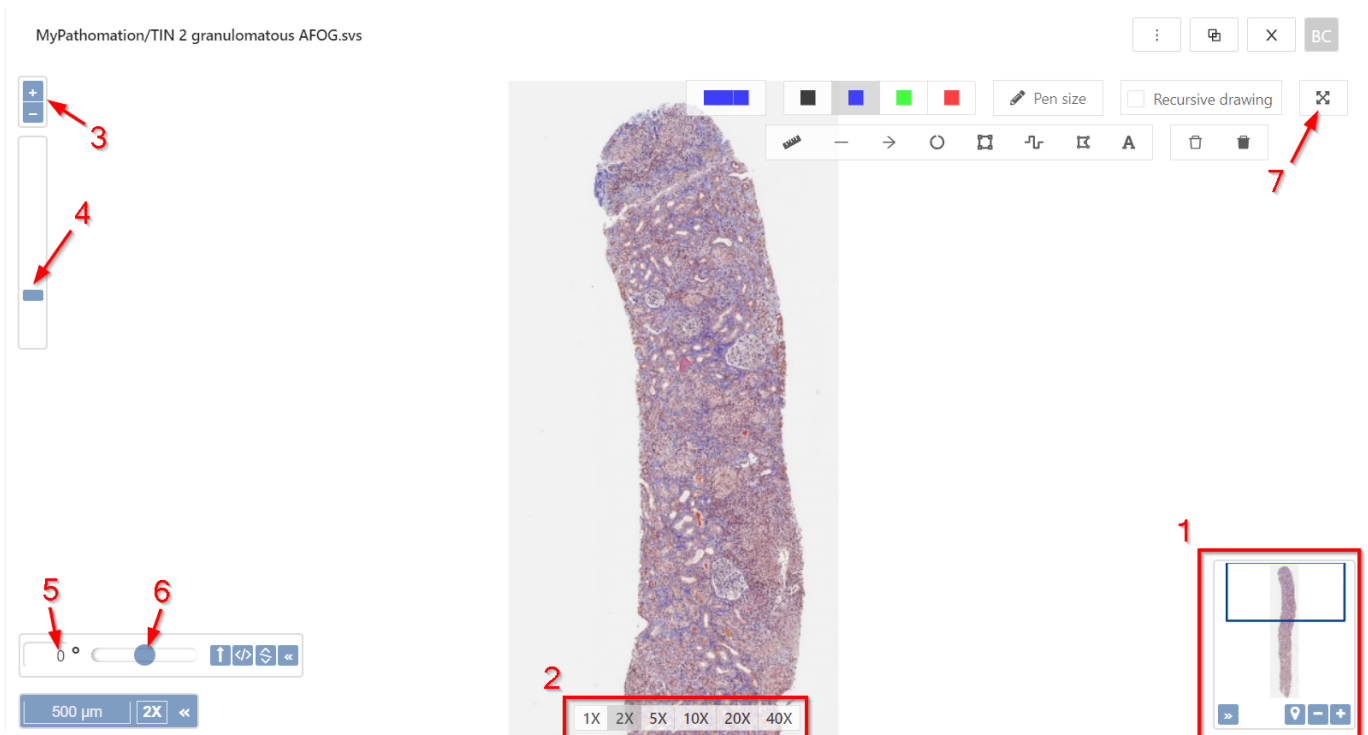 MyPathomation/TIN 2 granulomatous AFOG.svs
BC
Pen size
Recursive drawing
3
7
4
1
5
6
0 °
2
500 µm 2X «
1X 2X 5X 10X 20X 40X